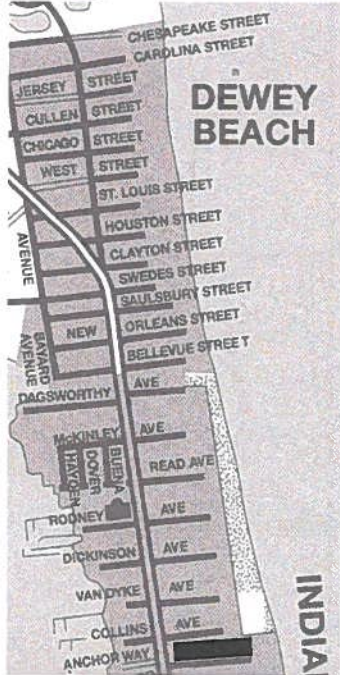 CHESAPEAKE STREET
CAROLINA STREET
DEWEY
BEACH
JERSEY STREET
CULLEN STREET
CHICAGO STREET
WEST STREET
ST. LOUIS STREET
HOUSTON STREET
AVENUE
CLAYTON STREET
SWEDES STREET
SAULSBURY STREET
NEW ORLEANS STREET
BAYARD
AVENUE
BELLEVUE STREET
DAGSWORTHY AVE
McKINLEY AVE
READ AVE
HAYDEN
DOVER
BUENA
RODNEY AVE
DICKINSON AVE
VAN DYKE AVE
INDIA
COLLINS AVE
ANCHOR WAY